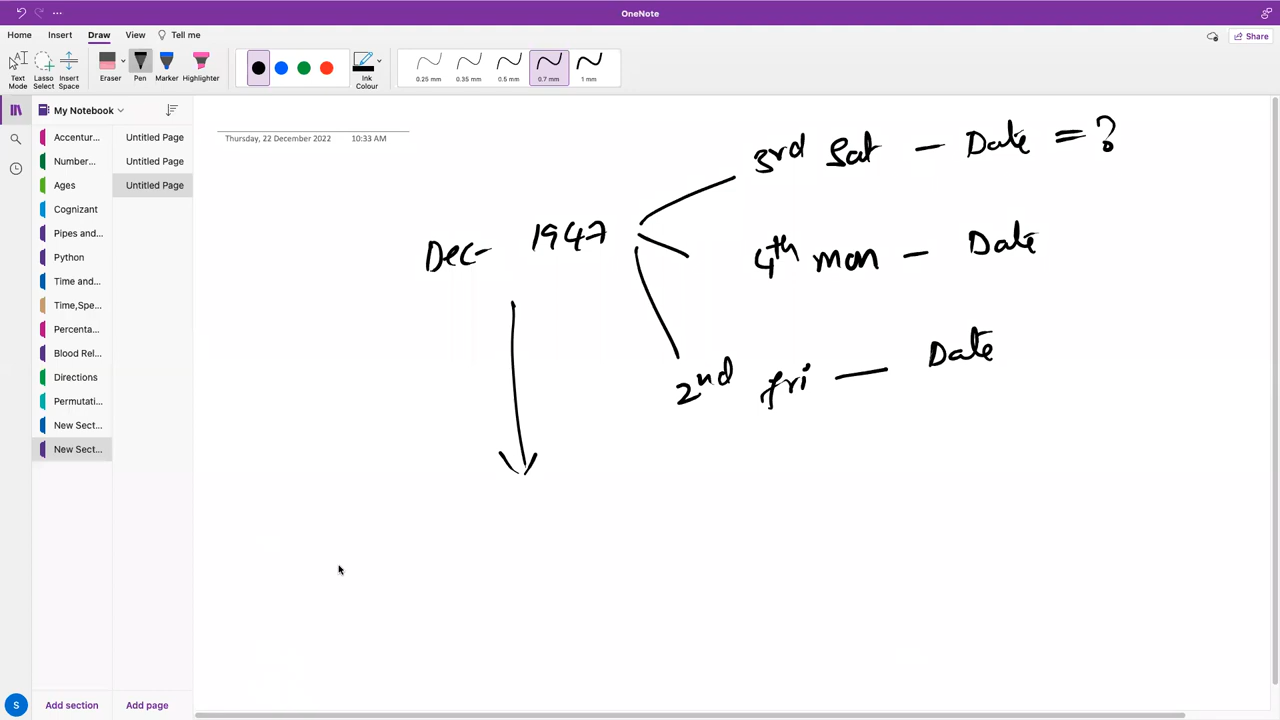 OneNote
Home Insert Draw View Tell me
Share
Text Mode
Lasso Select
Insert Space
Eraser
Pen
Marker
Highlighter
Ink Colour
0.25 mm
0.35 mm
0.5 mm
0.7 mm
1 mm
My Notebook
Accentur...
Number...
Ages
Cognizant
Pipes and...
Python
Time and...
Time,Spe...
Percenta...
Blood Rel...
Directions
Permutati...
New Sect...
New Sect...
Untitled Page
Untitled Page
Untitled Page
Thursday, 22 December 2022 10:33 AM
3rd Sat - Date = ?
Dec- 1947
4th mon - Date
2nd fri - Date
S
Add section
Add page